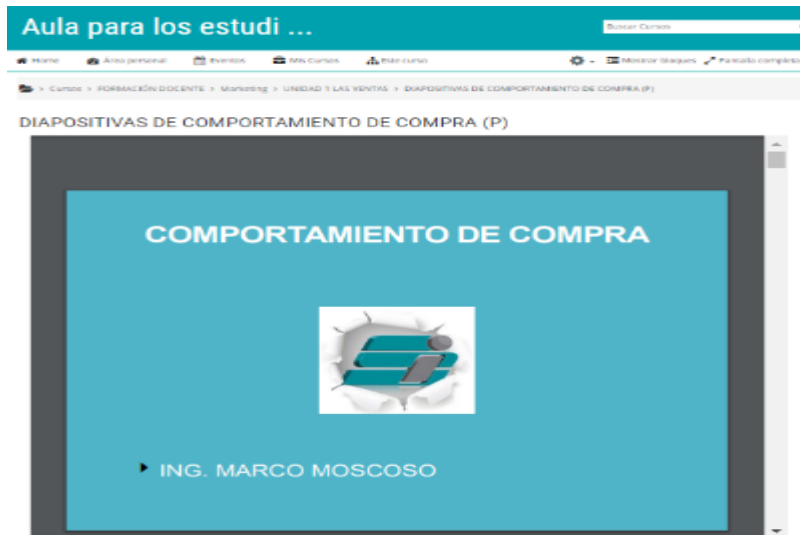 Aula para los estudi ...
Buscar Cursos
Home Área personal Eventos Mis Cursos Este curso Mostrar bloques Pantalla completa
> Cursos > FORMACIÓN DOCENTE > Marketing > UNIDAD 1 LAS VENTAS > DIAPOSITIVAS DE COMPORTAMIENTO DE COMPRA (P)
DIAPOSITIVAS DE COMPORTAMIENTO DE COMPRA (P)
COMPORTAMIENTO DE COMPRA
ING. MARCO MOSCOSO